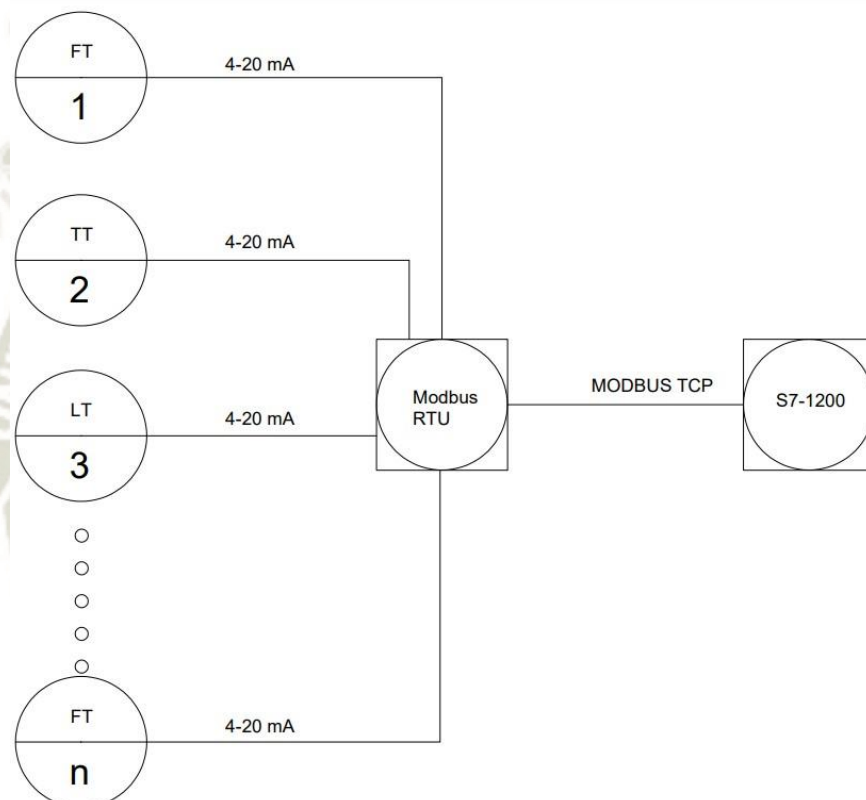 FT
1
4-20 mA
TT
2
4-20 mA
LT
3
4-20 mA
Modbus
RTU
MODBUS TCP
S7-1200
FT
n
4-20 mA